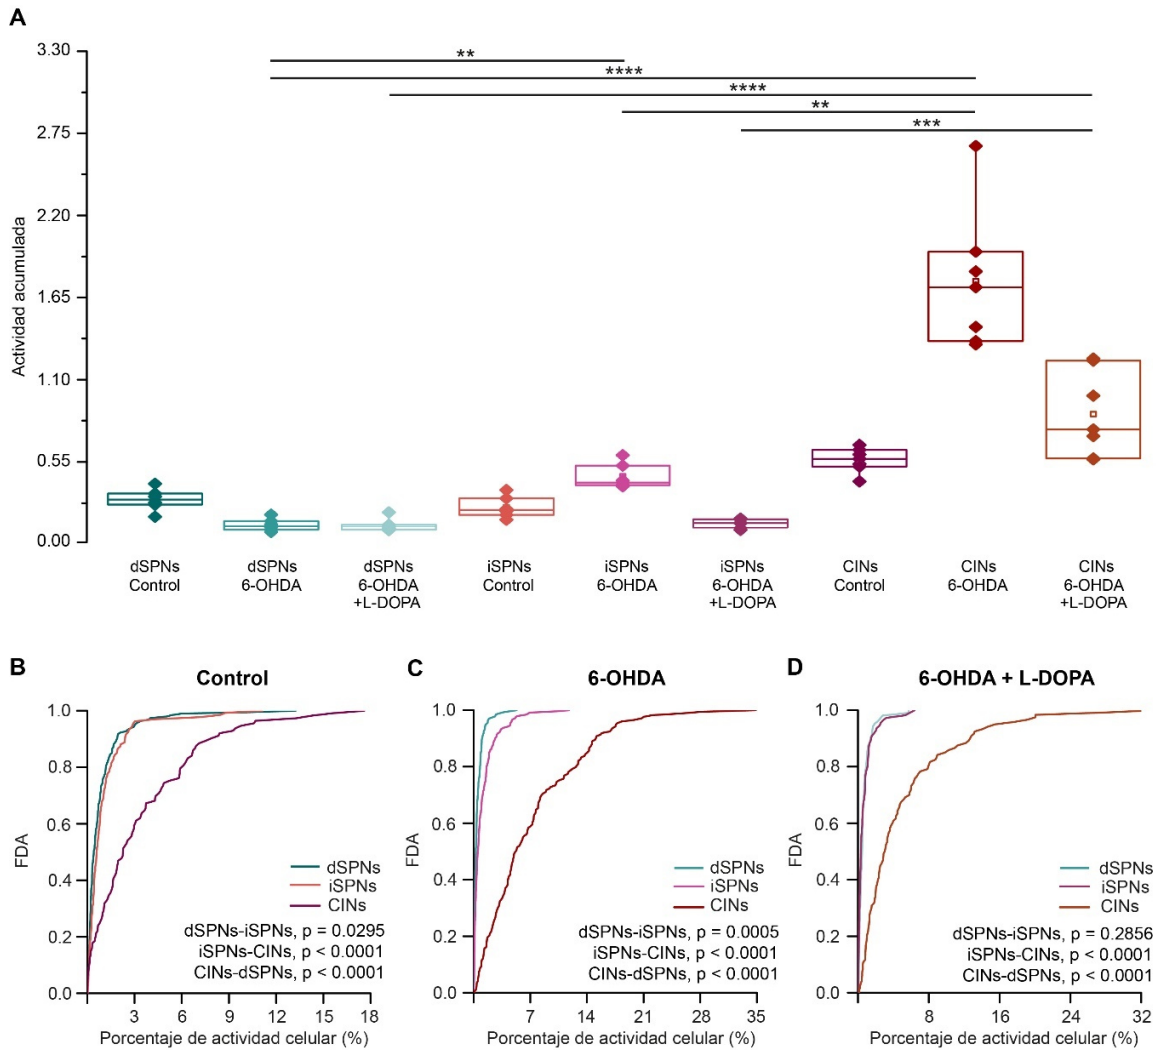 A
3.30
2.75
2.20
1.65
1.10
0.55
0.00
Actividad acumulada
**
****
****
**
***
dSPNs Control
dSPNs 6-OHDA
dSPNs 6-OHDA +L-DOPA
iSPNs Control
iSPNs 6-OHDA
iSPNs 6-OHDA +L-DOPA
CINs Control
CINs 6-OHDA
CINs 6-OHDA +L-DOPA
B
Control
1.0
0.8
0.6
0.4
0.2
0.0
FDA
dSPNs
iSPNs
CINs
dSPNs-iSPNs, p = 0.0295
iSPNs-CINs, p < 0.0001
CINs-dSPNs, p < 0.0001
3 6 9 12 15 18
Porcentaje de actividad celular (%)
C
6-OHDA
1.0
0.8
0.6
0.4
0.2
0.0
FDA
dSPNs
iSPNs
CINs
dSPNs-iSPNs, p = 0.0005
iSPNs-CINs, p < 0.0001
CINs-dSPNs, p < 0.0001
7 14 21 28 35
Porcentaje de actividad celular (%)
D
6-OHDA + L-DOPA
1.0
0.8
0.6
0.4
0.2
0.0
FDA
dSPNs
iSPNs
CINs
dSPNs-iSPNs, p = 0.2856
iSPNs-CINs, p < 0.0001
CINs-dSPNs, p < 0.0001
8 16 24 32
Porcentaje de actividad celular (%)